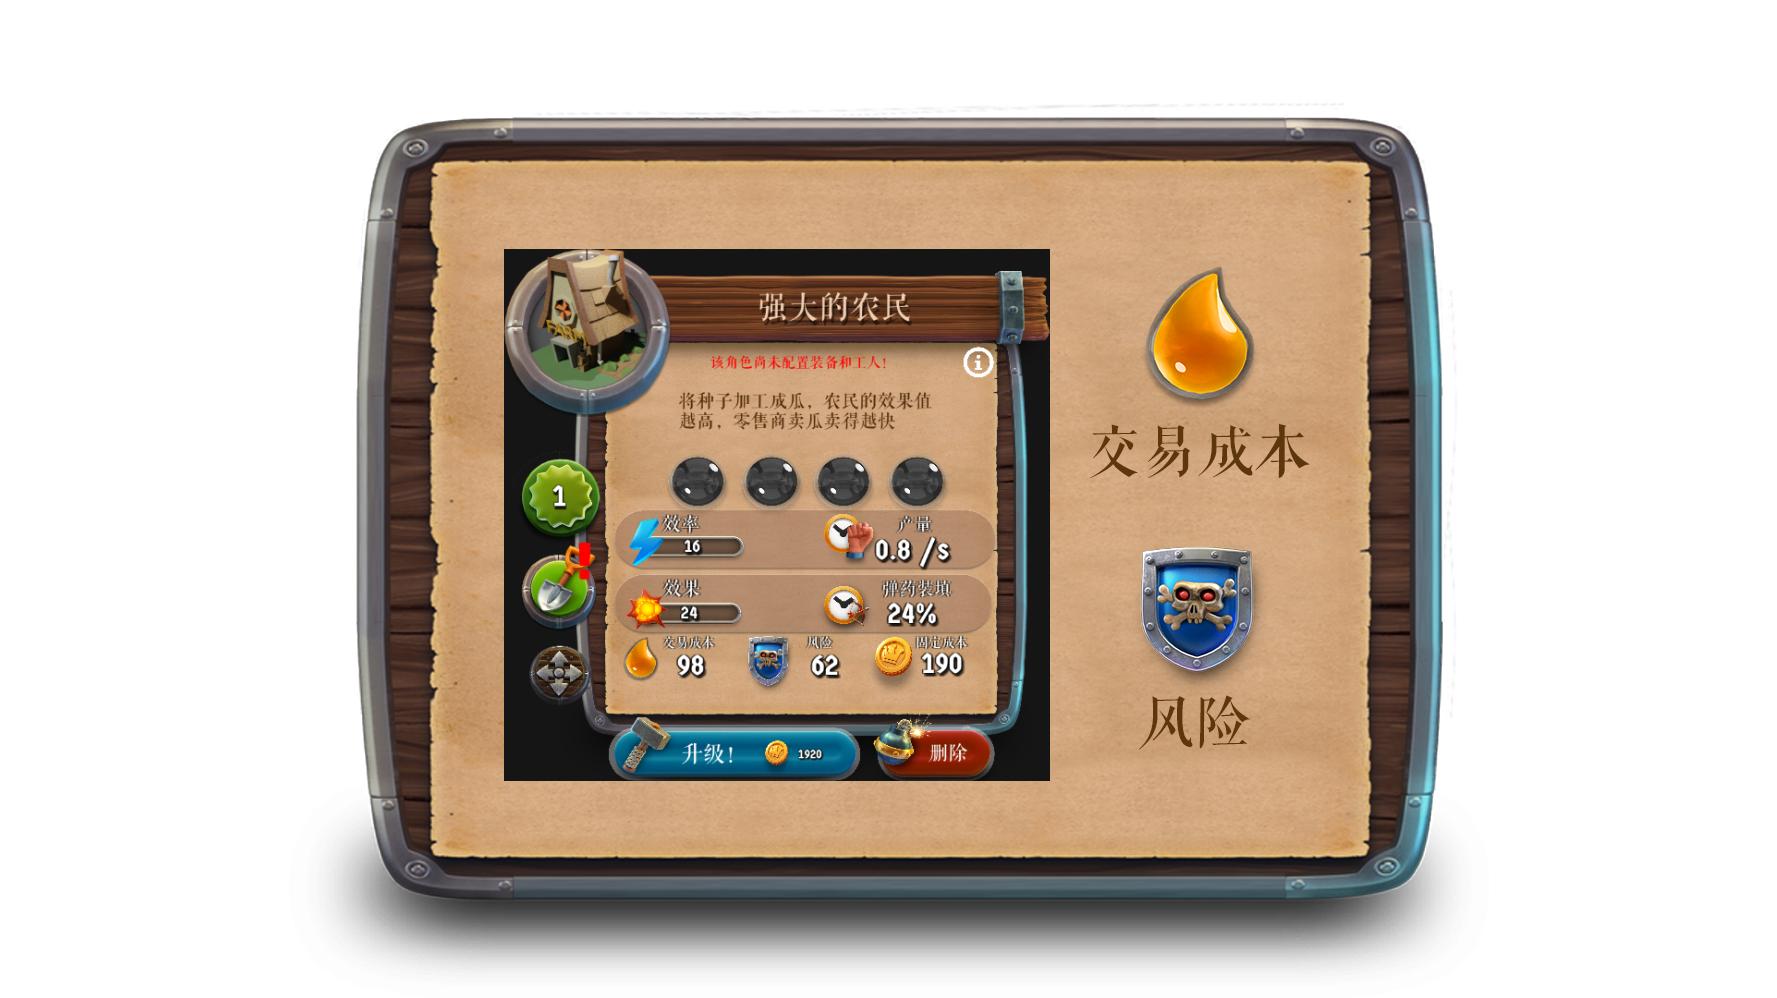 强大的农民
该角色尚未配置装备和工人!
将种子加工成瓜，农民的效果值
越高，零售商卖瓜卖得越快
1
效率
16
产量
0.8 /s
效果
24
弹药装填
24%
交易成本
98
风险
62
固定成本
190
升级!
1920
删除
交易成本
风险
FARM